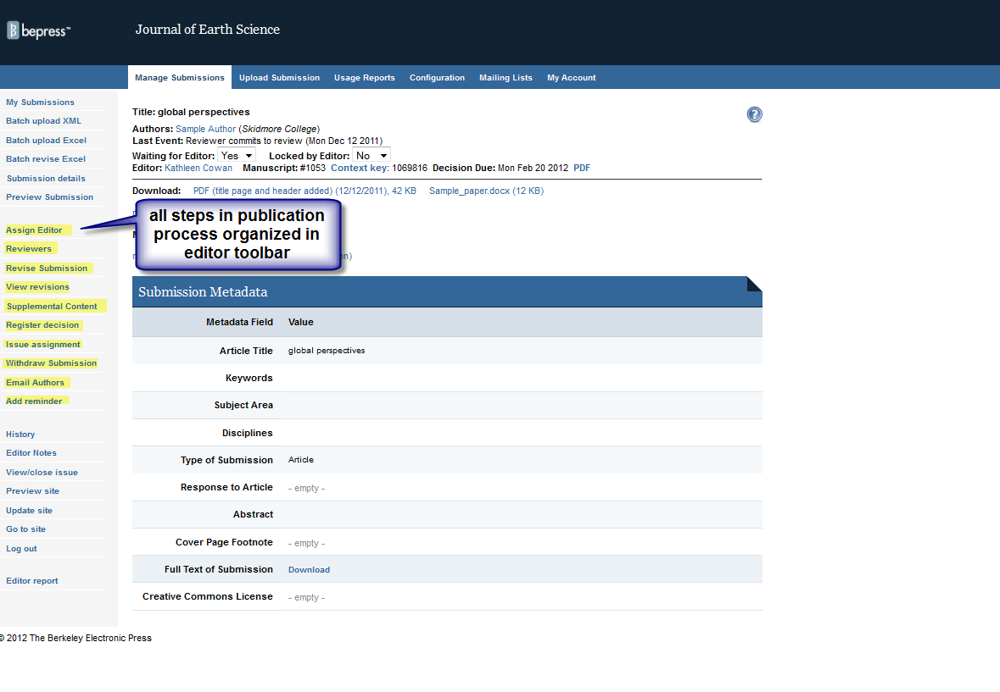 bepress™
Journal of Earth Science
Manage Submissions Upload Submission Usage Reports Configuration Mailing Lists My Account
My Submissions
Batch upload XML
Batch upload Excel
Batch revise Excel
Submission details
Preview Submission
Assign Editor
Reviewers
Revise Submission
View revisions
Supplemental Content
Register decision
Issue assignment
Withdraw Submission
Email Authors
Add reminder
History
Editor Notes
View/close issue
Preview site
Update site
Go to site
Log out
Editor report
Title: global perspectives
Authors: Sample Author (Skidmore College)
Last Event: Reviewer commits to review (Mon Dec 12 2011)
Waiting for Editor: Yes Locked by Editor: No
Editor: Kathleen Cowan Manuscript: #1053 Context key: 1069816 Decision Due: Mon Feb 20 2012 PDF
Download: PDF (title page and header added) (12/12/2011), 42 KB Sample_paper.docx (12 KB)
all steps in publication
process organized in
editor toolbar
Submission Metadata
Metadata Field Value
Article Title global perspectives
Keywords
Subject Area
Disciplines
Type of Submission Article
Response to Article - empty -
Abstract
Cover Page Footnote - empty -
Full Text of Submission Download
Creative Commons License - empty -
© 2012 The Berkeley Electronic Press